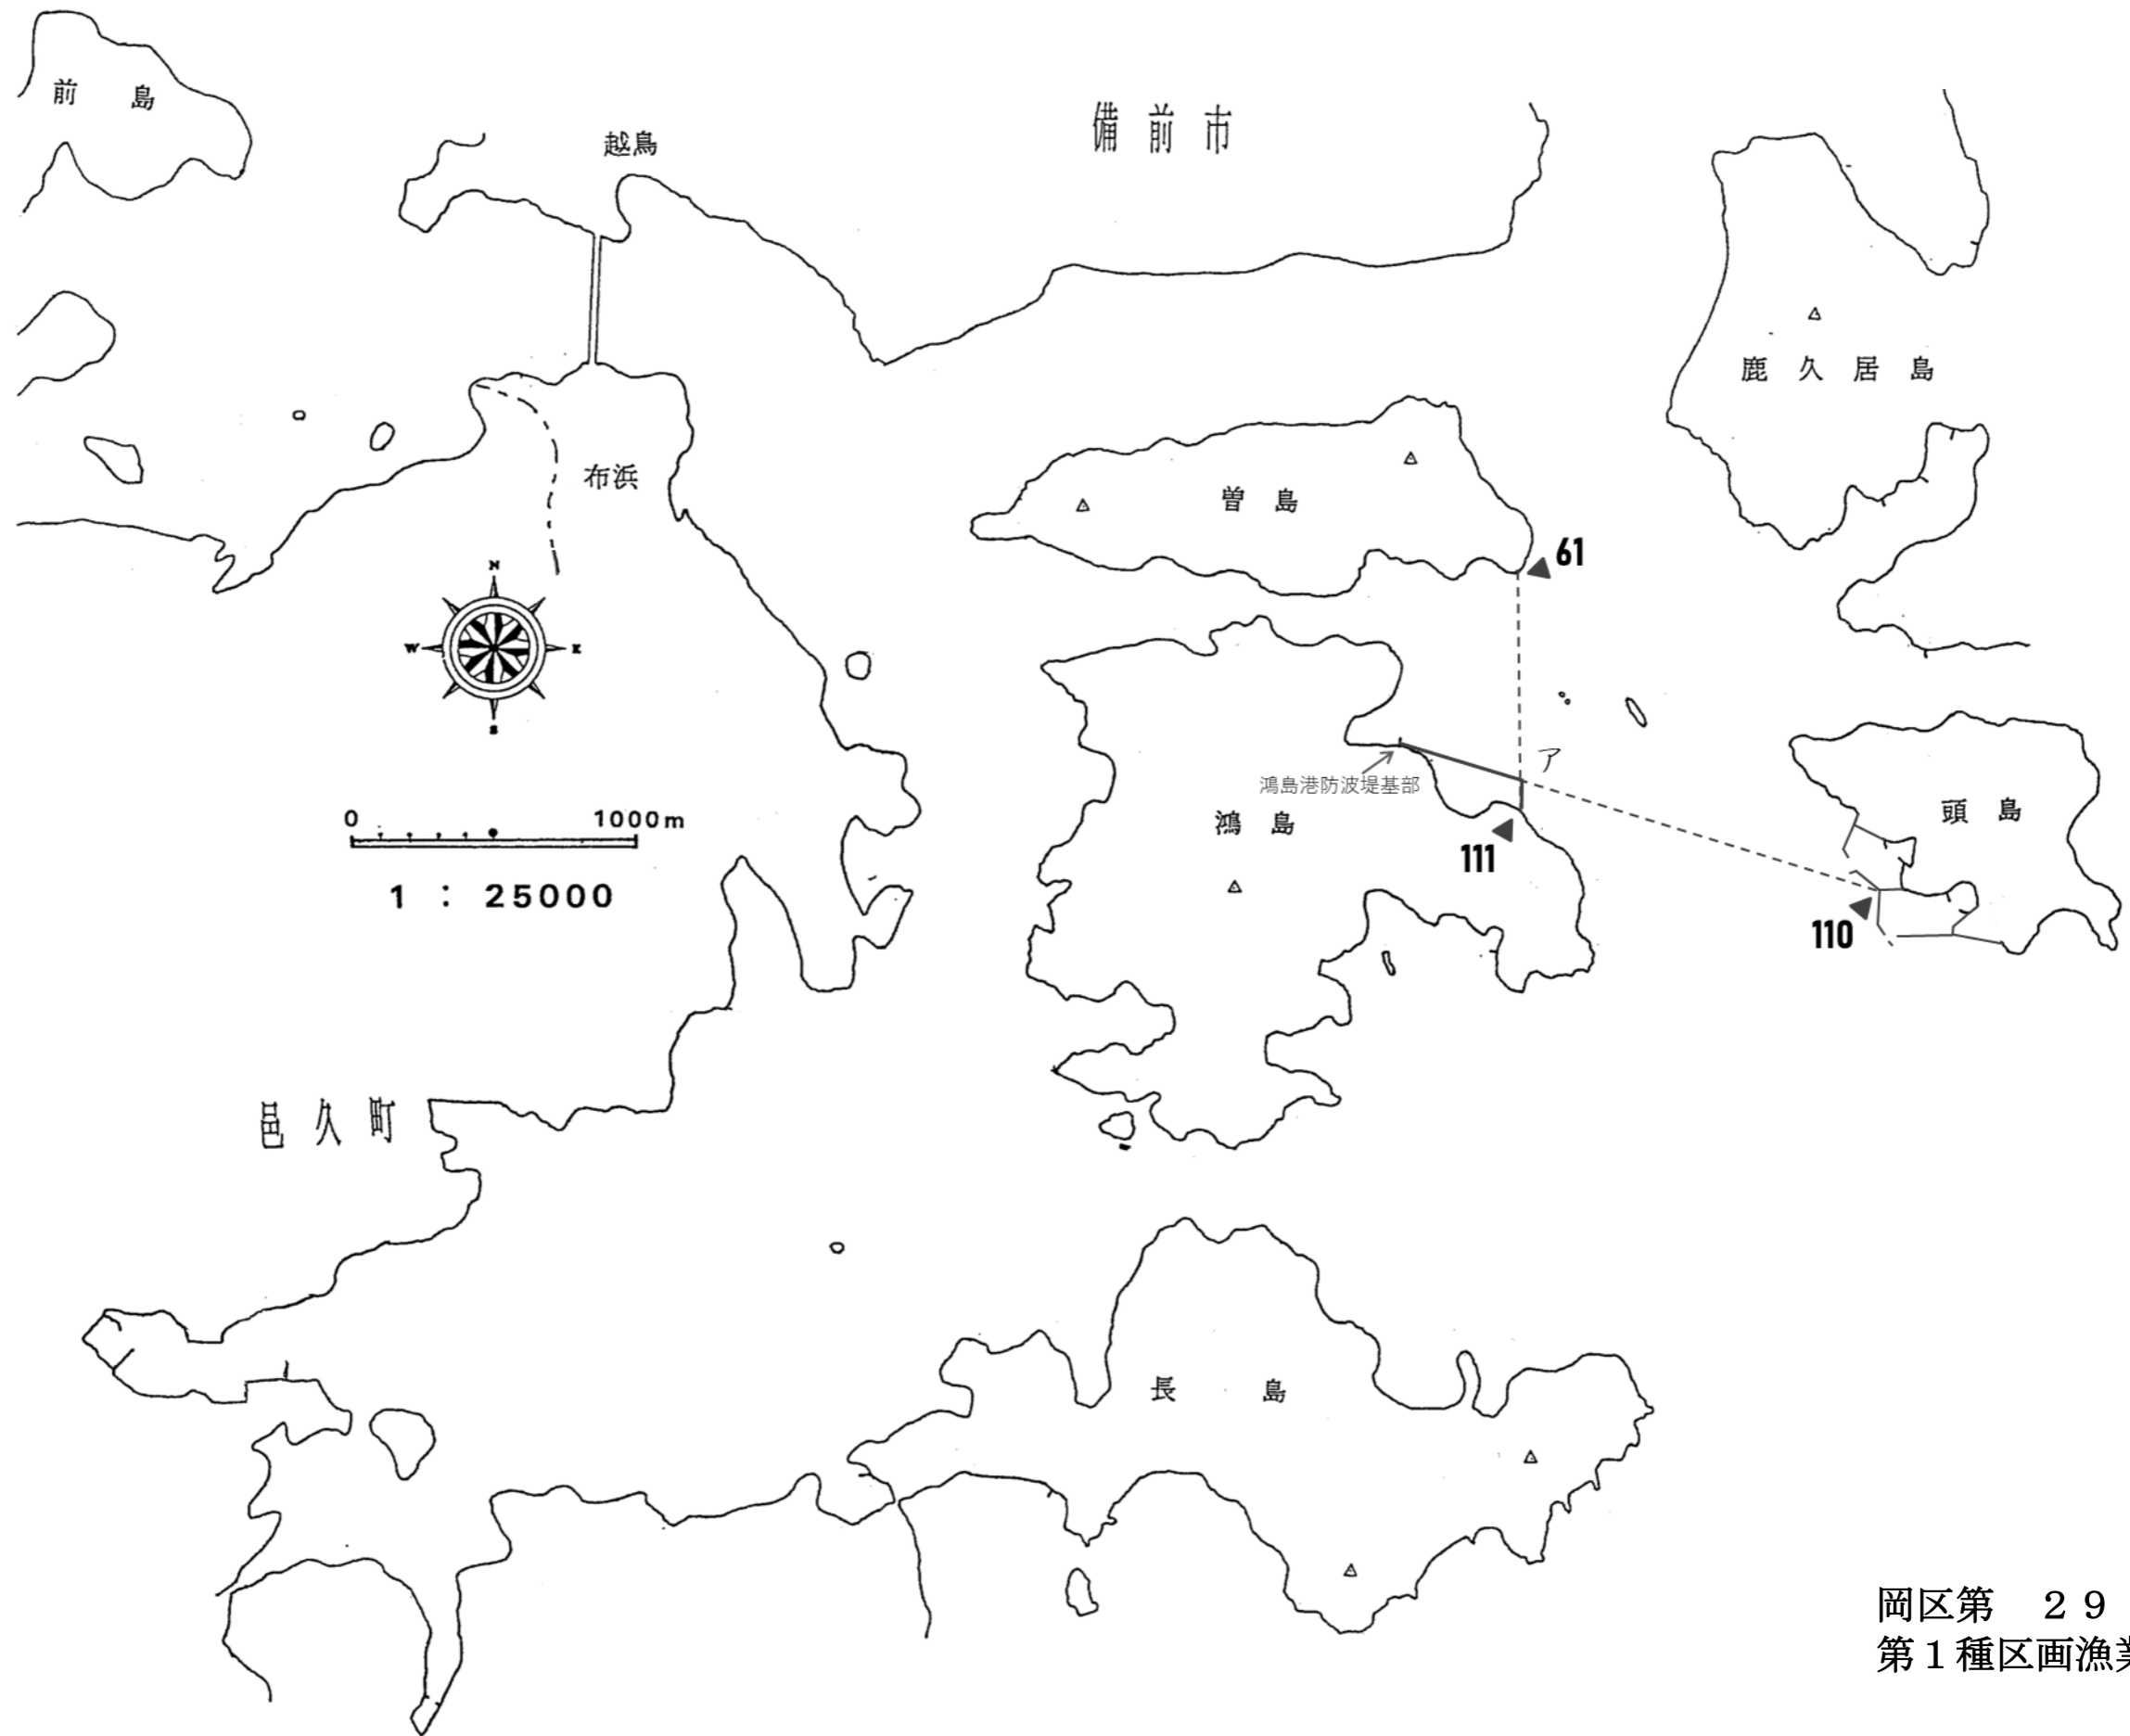 前島
越鳥
備前市
鹿久居島
布浜
曽島
61
N
W
E
S
ア
鴻島港防波堤基部
0 1000m
1 : 25000
鴻島
111
頭島
110
邑久町
長島
岡区第 29
第1種区画漁業